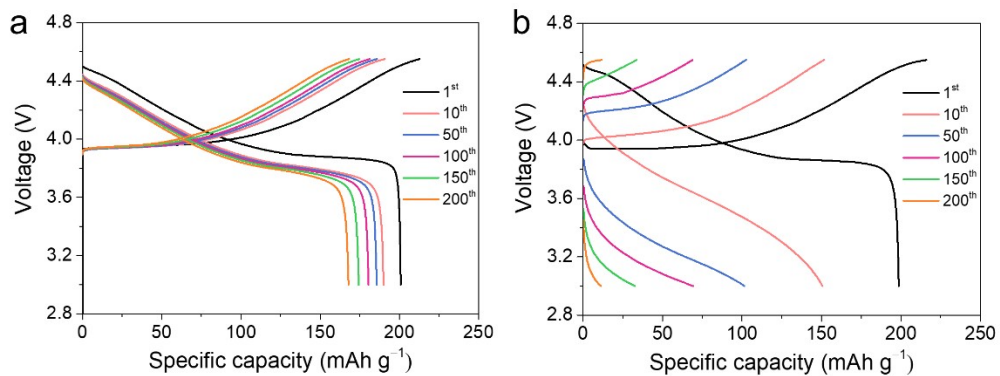 a
4.8
4.4
4.0
3.6
3.2
2.8
Voltage (V)
0
50
100
150
200
250
Specific capacity (mAh g⁻¹)
1ˢᵗ
10ᵗʰ
50ᵗʰ
100ᵗʰ
150ᵗʰ
200ᵗʰ
b
4.8
4.4
4.0
3.6
3.2
2.8
Voltage (V)
0
50
100
150
200
250
Specific capacity (mAh g⁻¹)
1ˢᵗ
10ᵗʰ
50ᵗʰ
100ᵗʰ
150ᵗʰ
200ᵗʰ